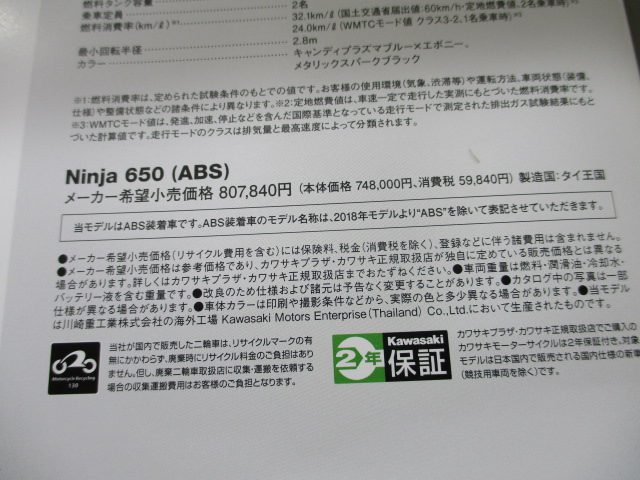 燃料タンク容量
乗車定員 2名
燃料消費率(km/ℓ)※1 32.1km/ℓ(国土交通省届出値:60km/h・定地燃費値、2名乗車時)※2
24.0km/ℓ(WMTCモード値 クラス3-2、1名乗車時)※3
最小回転半径 2.8m
カラー キャンディプラズマブルー×エボニー、
メタリックスパークブラック
※1:燃料消費率は、定められた試験条件のもとでの値です。お客様の使用環境(気象、渋滞等)や運転方法、車両状態(装備、
仕様)や整備状態などの諸条件により異なります。※2:定地燃費値は、車速一定で走行した実測にもとづいた燃料消費率です。
※3:WMTCモード値は、発進、加速、停止などを含んだ国際基準となっている走行モードで測定された排出ガス試験結果にもと
づいた計算値です。走行モードのクラスは排気量と最高速度によって分類されます。
Ninja 650 (ABS)
メーカー希望小売価格 807,840円 (本体価格 748,000円、消費税 59,840円) 製造国:タイ王国
当モデルはABS装着車です。ABS装着車のモデル名称は、2018年モデルより“ABS”を除いて表記させていただきます。
●メーカー希望小売価格(リサイクル費用を含む)には保険料、税金(消費税を除く)、登録などに伴う諸費用は含まれません。
●メーカー希望小売価格は参考価格であり、カワサキプラザ・カワサキ正規取扱店が独自に定めている販売価格とは異なる
場合があります。詳しくはカワサキプラザ・カワサキ正規取扱店までおたずねください。●車両重量は燃料・潤滑油・冷却水・
バッテリー液を含む重量です。●改良のため仕様および諸元は予告なく変更することがあります。●カタログ中の写真は一部
仕様が異なる場合があります。●車体カラーは印刷や撮影条件などから、実際の色と多少異なる場合があります。●当モデル
は川崎重工業株式会社の海外工場 Kawasaki Motors Enterprise(Thailand) Co.,Ltd.において生産されたものです。
Motorcycle Recycling
130
当社が国内で販売した二輪車は、リサイクルマークの有
無にかかわらず、廃棄時にリサイクル料金のご負担はあり
ません。但し、廃棄二輪車取扱店に収集・運搬を依頼する
場合の収集運搬費用はお客様のご負担となります。
2年 Kawasaki
保証
カワサキプラザ・カワサキ正規取扱店でご購入の
カワサキモーターサイクルは2年保証付き。対象
モデルは日本国内で販売される国内仕様の新車
(競技用車両を除く)です。